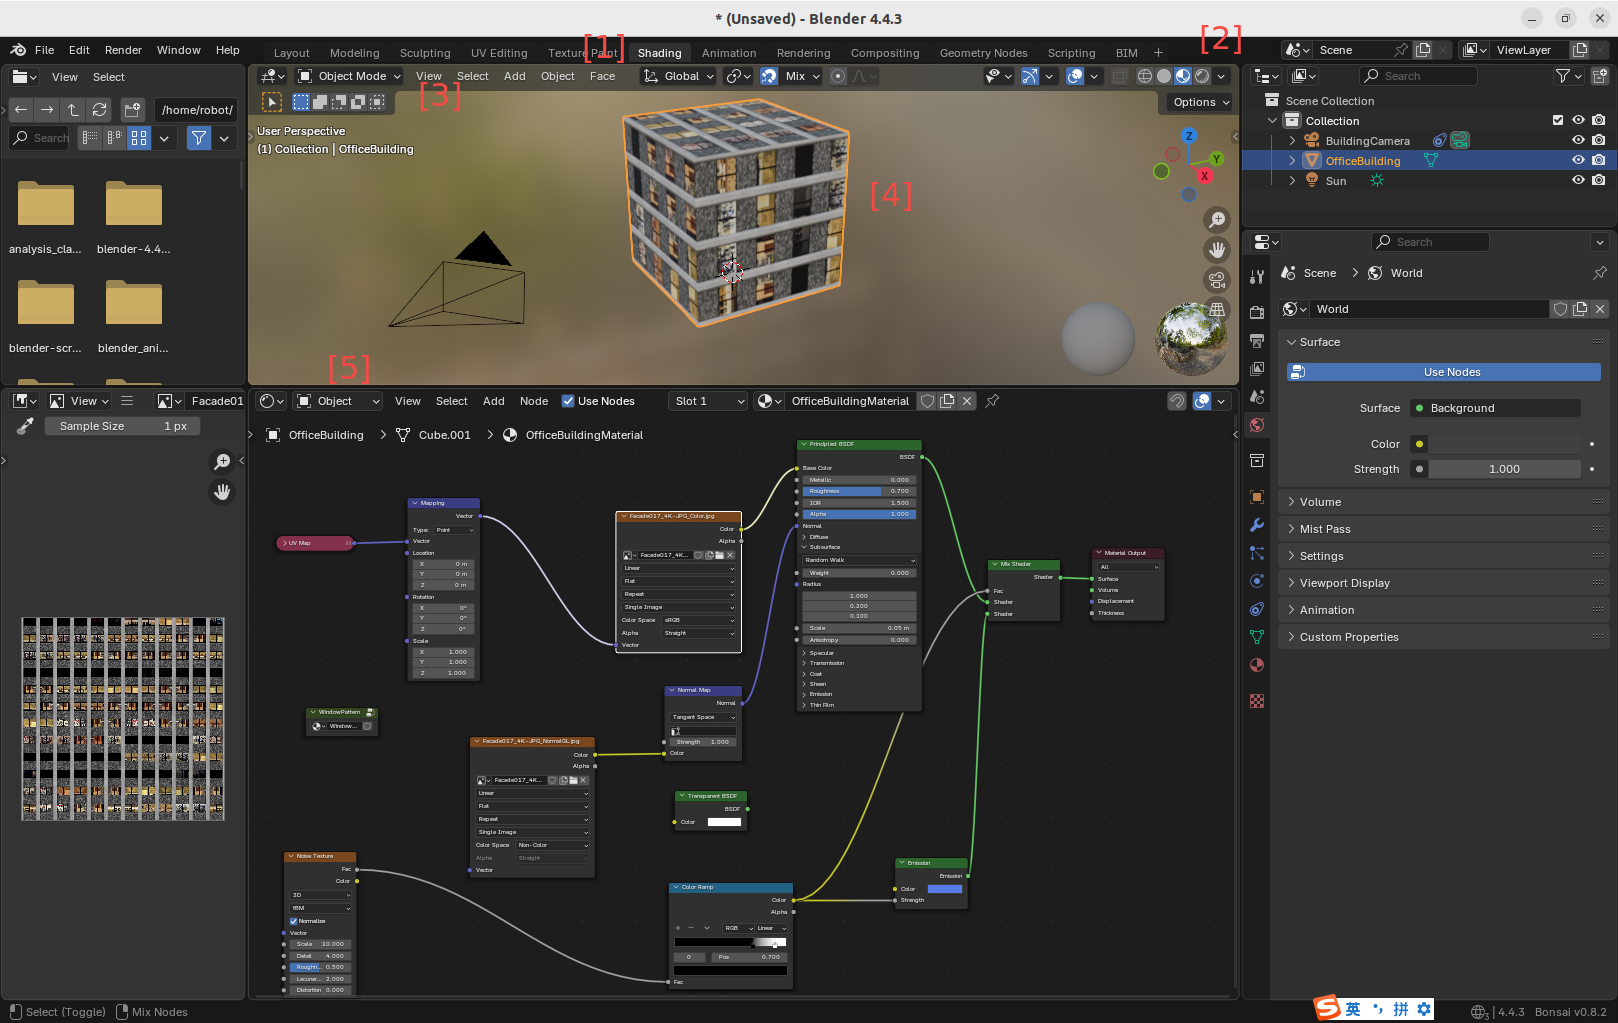 * (Unsaved) - Blender 4.4.3
File Edit Render Window Help
Layout Modeling Sculpting UV Editing Texture Paint Shading Animation Rendering Compositing Geometry Nodes Scripting BIM +
Scene
ViewLayer
[1]
[2]
[3]
[4]
[5]
View Select
/home/robot/
Search
analysis_cla...
blender-4.4...
blender-scr...
blender_ani...
Object Mode View Select Add Object Face Global Mix
Options
User Perspective
(1) Collection | OfficeBuilding
Z
Y
X
Search
Scene Collection
Collection
BuildingCamera
OfficeBuilding
Sun
Search
Scene > World
World
Surface
Use Nodes
Surface Background
Color
Strength 1.000
Volume
Mist Pass
Settings
Viewport Display
Animation
Custom Properties
View Facade01
Sample Size 1 px
Object View Select Add Node Use Nodes Slot 1 OfficeBuildingMaterial
OfficeBuilding > Cube.001 > OfficeBuildingMaterial
UV Map
Mapping
Vector
Type: Point
Vector
Location
X 0 m
Y 0 m
Z 0 m
Rotation
X 0°
Y 0°
Z 0°
Scale
X 1.000
Y 1.000
Z 1.000
WindowPattern
Window...
Facade017_4K-JPG_Color.jpg
Color
Alpha
Facade017_4K...
Linear
Flat
Repeat
Single Image
Color Space sRGB
Alpha Straight
Vector
Principled BSDF
BSDF
Base Color
Metallic 0.000
Roughness 0.700
IOR 1.500
Alpha 1.000
Normal
Diffuse
Subsurface
Random Walk
Weight 0.000
Radius
1.000
0.200
0.100
Scale 0.05 m
Anisotropy 0.000
Specular
Transmission
Coat
Sheen
Emission
Thin Film
Mix Shader
Shader
Fac
Shader
Shader
Material Output
All
Surface
Volume
Displacement
Thickness
Normal Map
Normal
Tangent Space
Strength 1.000
Color
Facade017_4K-JPG_NormalGL.jpg
Color
Alpha
Facade017_4K...
Linear
Flat
Repeat
Single Image
Color Space Non-Color
Alpha Straight
Vector
Transparent BSDF
BSDF
Color
Noise Texture
Fac
Color
3D
fBM
Normalize
Vector
Scale 10.000
Detail 4.000
Roughn... 0.500
Lacunar... 2.000
Distortion 0.000
Color Ramp
Color
Alpha
+ − RGB Linear
0 Pos 0.700
Fac
Emission
Emission
Color
Strength
Select (Toggle) Mix Nodes
S 英 拼
4.4.3 Bonsai v0.8.2